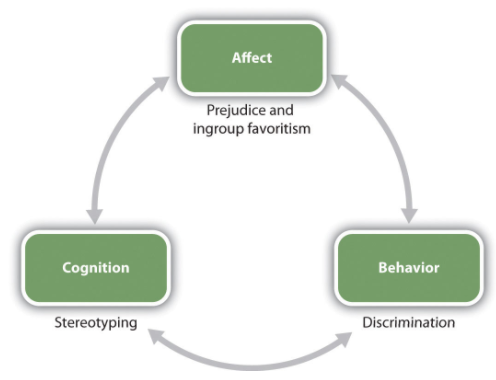 Affect
Prejudice and
ingroup favoritism
Cognition
Stereotyping
Behavior
Discrimination